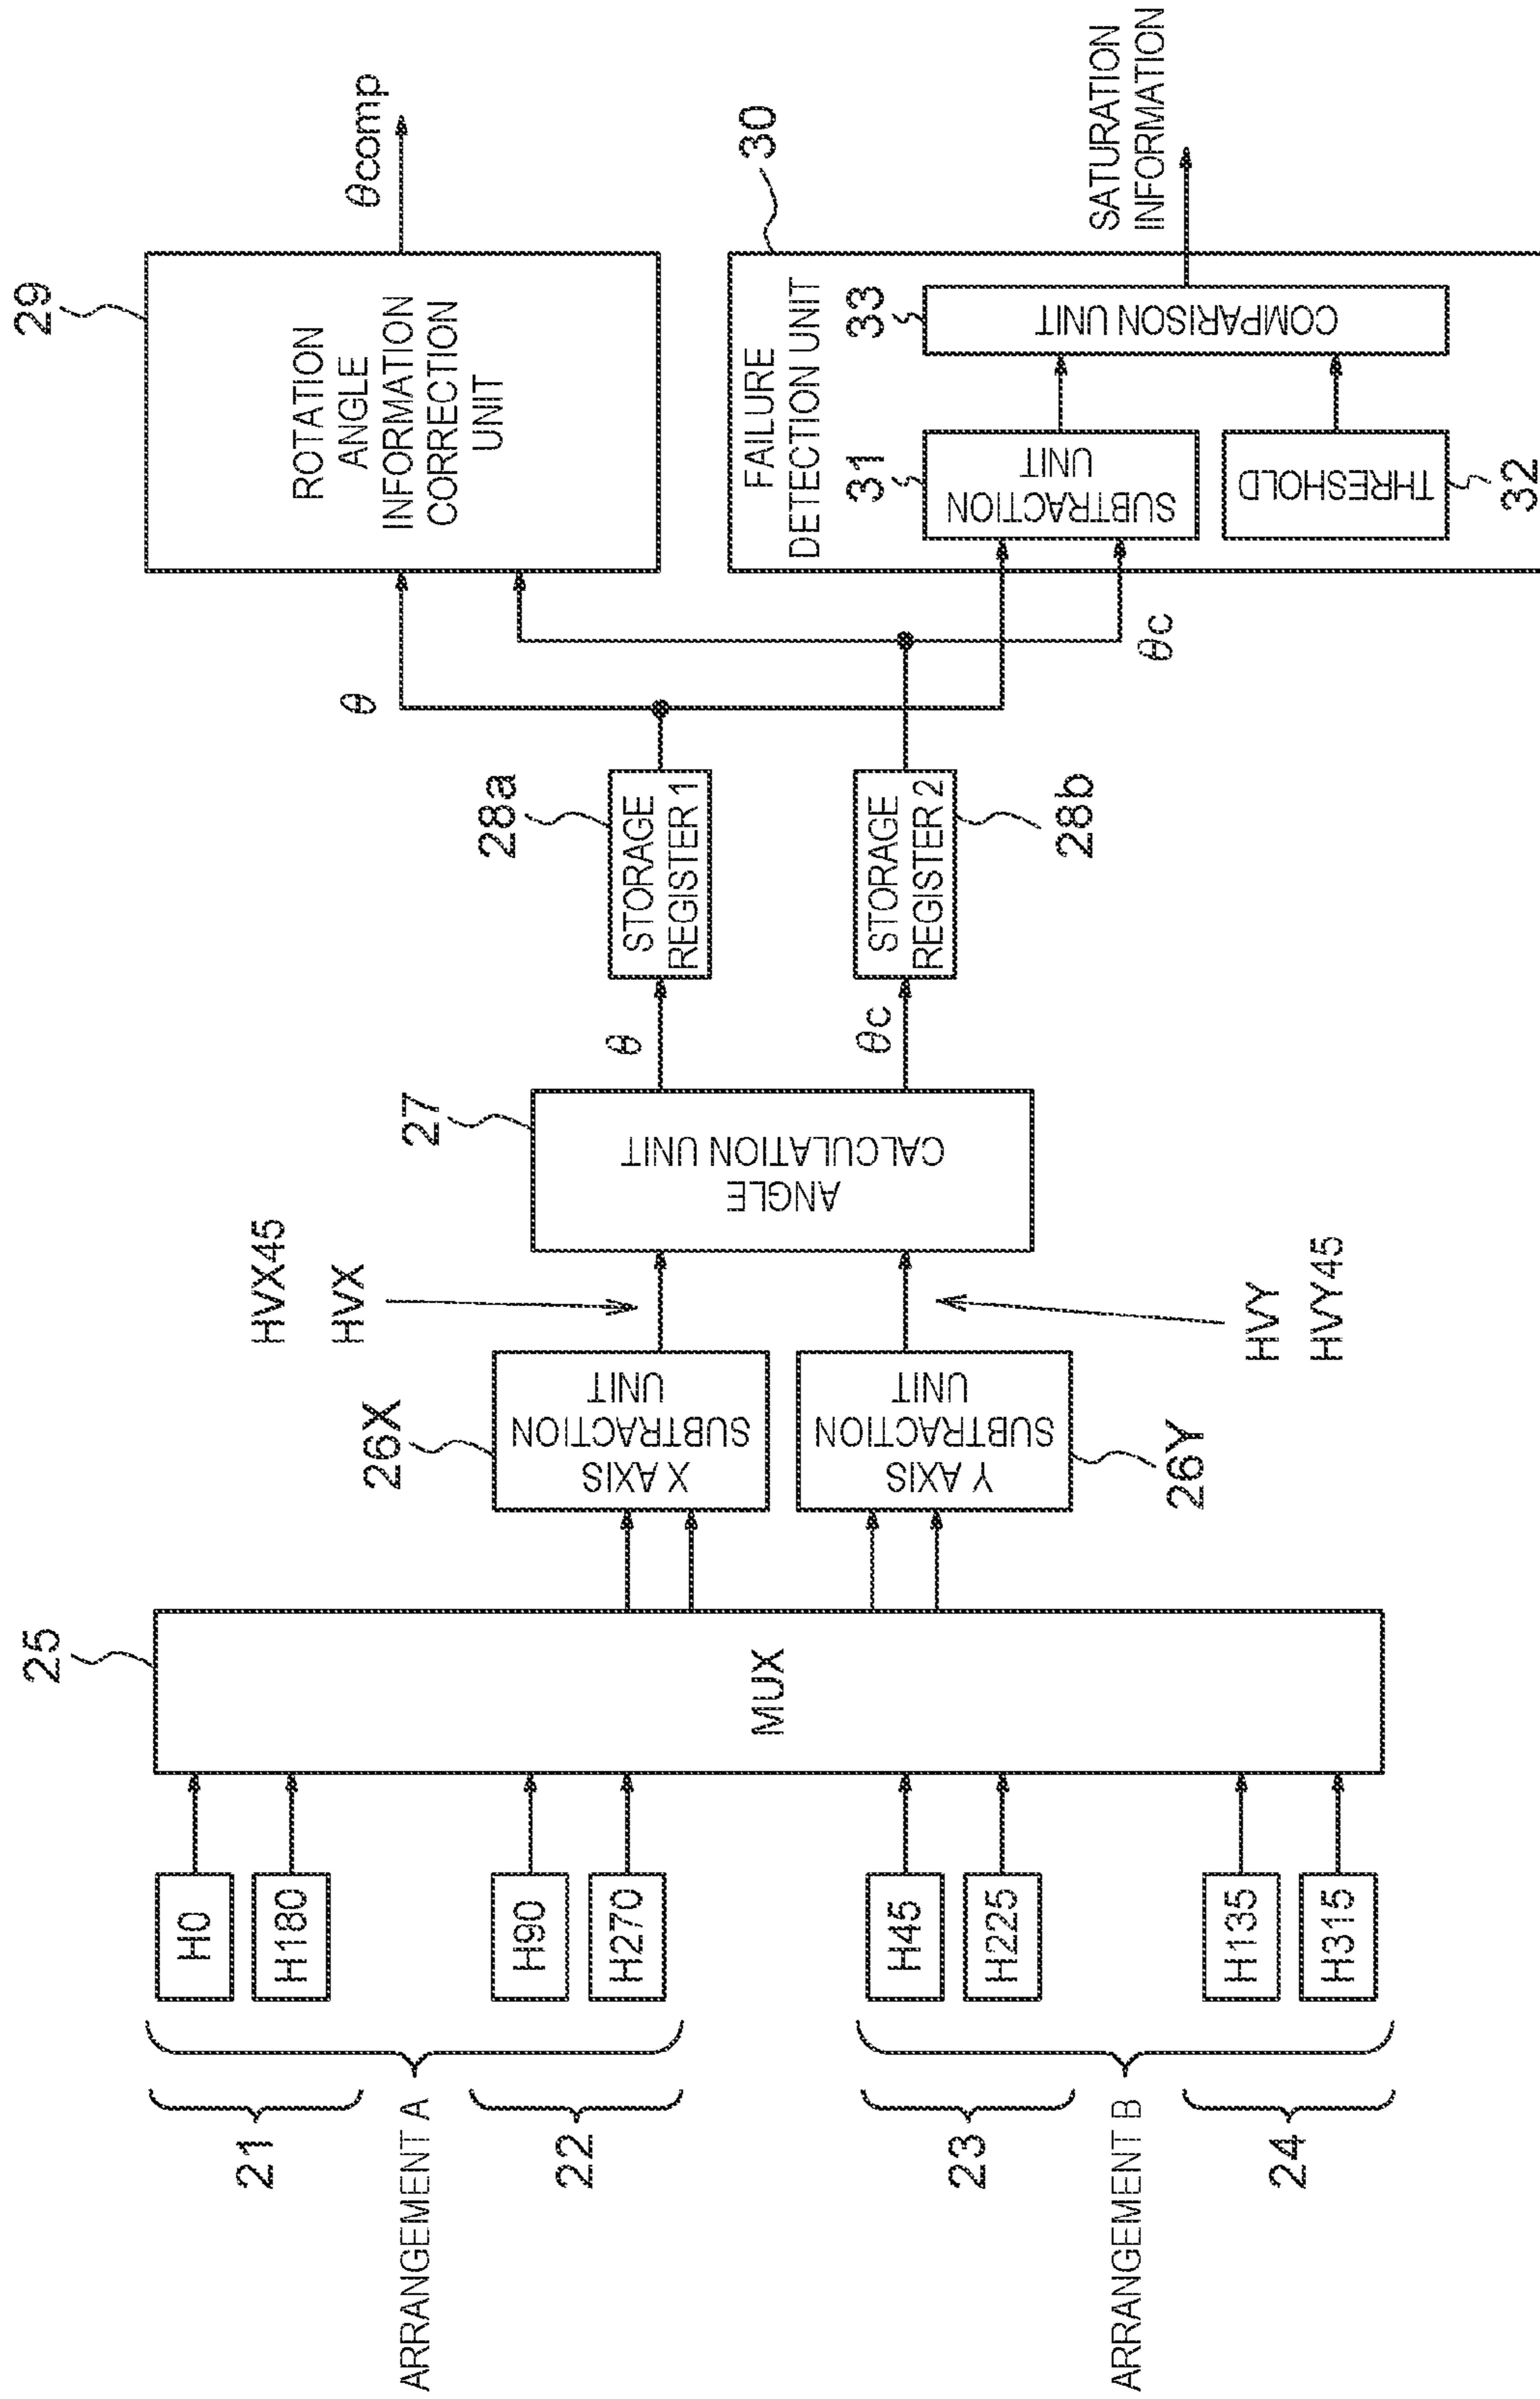 ARRANGEMENT A
21
22
ARRANGEMENT B
23
24
H0
H180
H90
H270
H45
H225
H135
H315
25
MUX
26X
X AXIS
SUBTRACTION
UNIT
26Y
Y AXIS
SUBTRACTION
UNIT
HVX45
HVX
HVY
HVY45
27
ANGLE
CALCULATION UNIT
θ
θc
28a
STORAGE
REGISTER 1
28b
STORAGE
REGISTER 2
θ
θc
29
ROTATION
ANGLE
INFORMATION
CORRECTION
UNIT
θcomp
30
FAILURE
DETECTION UNIT
31
SUBTRACTION
UNIT
32
THRESHOLD
33
COMPARISON UNIT
SATURATION
INFORMATION